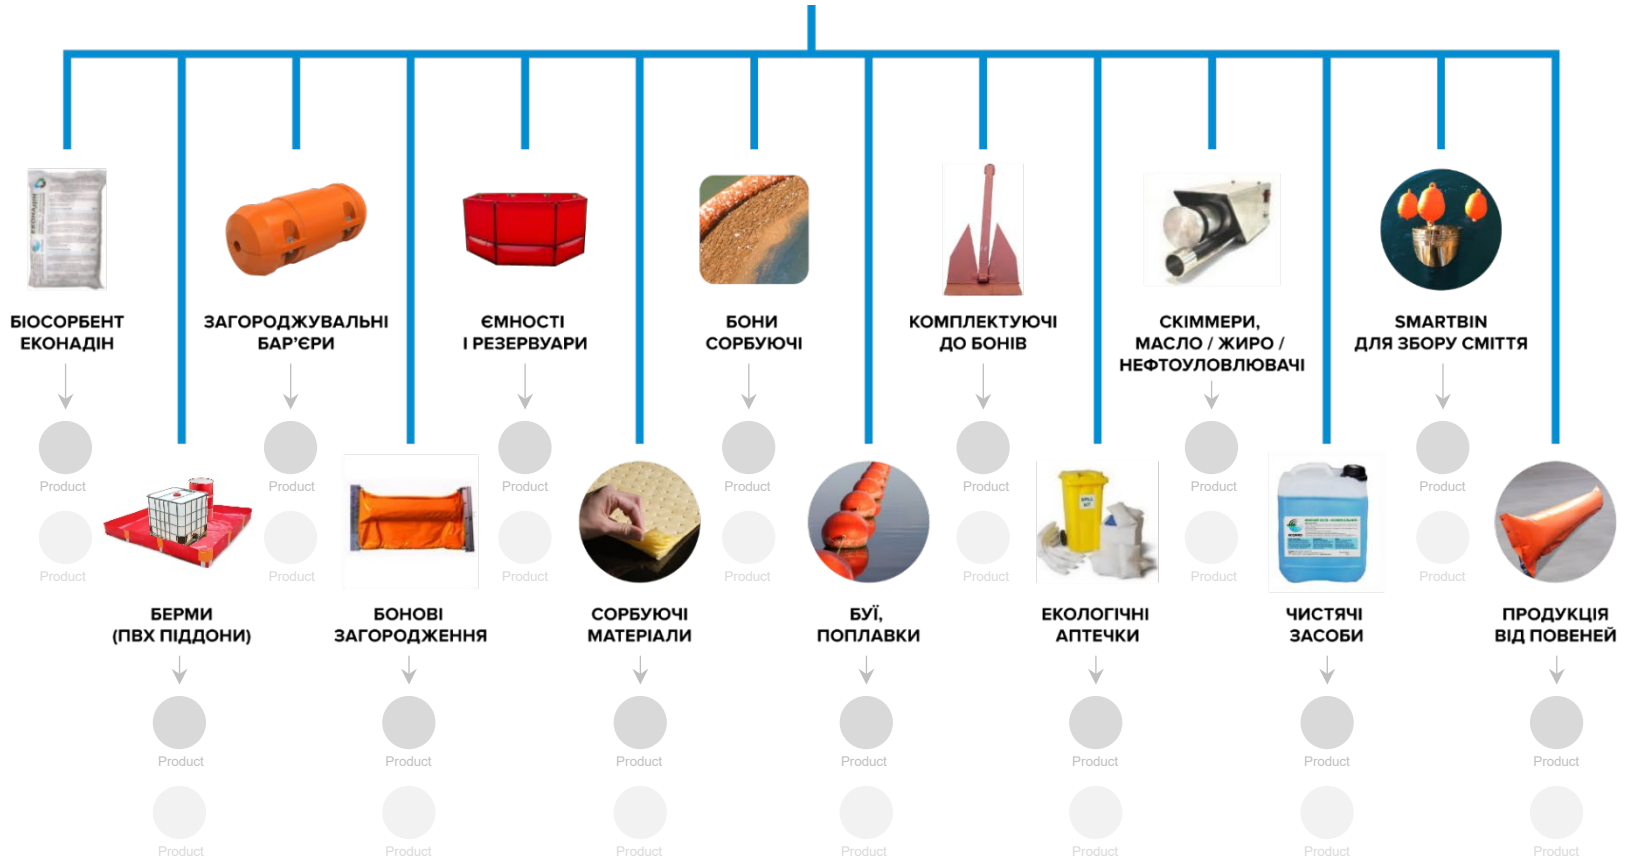 БІОСОРБЕНТ
ЕКОНАДІН
ЗАГОРОДЖУВАЛЬНІ
БАР’ЄРИ
ЄМНОСТІ
І РЕЗЕРВУАРИ
БОНИ
СОРБУЮЧІ
КОМПЛЕКТУЮЧІ
ДО БОНІВ
СКІММЕРИ,
МАСЛО / ЖИРО /
НЕФТОУЛОВЛЮВАЧІ
SMARTBIN
ДЛЯ ЗБОРУ СМІТТЯ
Product
Product
Product
Product
Product
Product
Product
Product
Product
Product
Product
Product
Product
Product
ЕКОНАДІН
SPILL
KIT
БЕРМИ
(ПВХ ПІДДОНИ)
БОНОВІ
ЗАГОРОДЖЕННЯ
СОРБУЮЧІ
МАТЕРІАЛИ
БУЇ,
ПОПЛАВКИ
ЕКОЛОГІЧНІ
АПТЕЧКИ
ЧИСТЯЧІ
ЗАСОБИ
ПРОДУКЦІЯ
ВІД ПОВЕНЕЙ
Product
Product
Product
Product
Product
Product
Product
Product
Product
Product
Product
Product
Product
Product